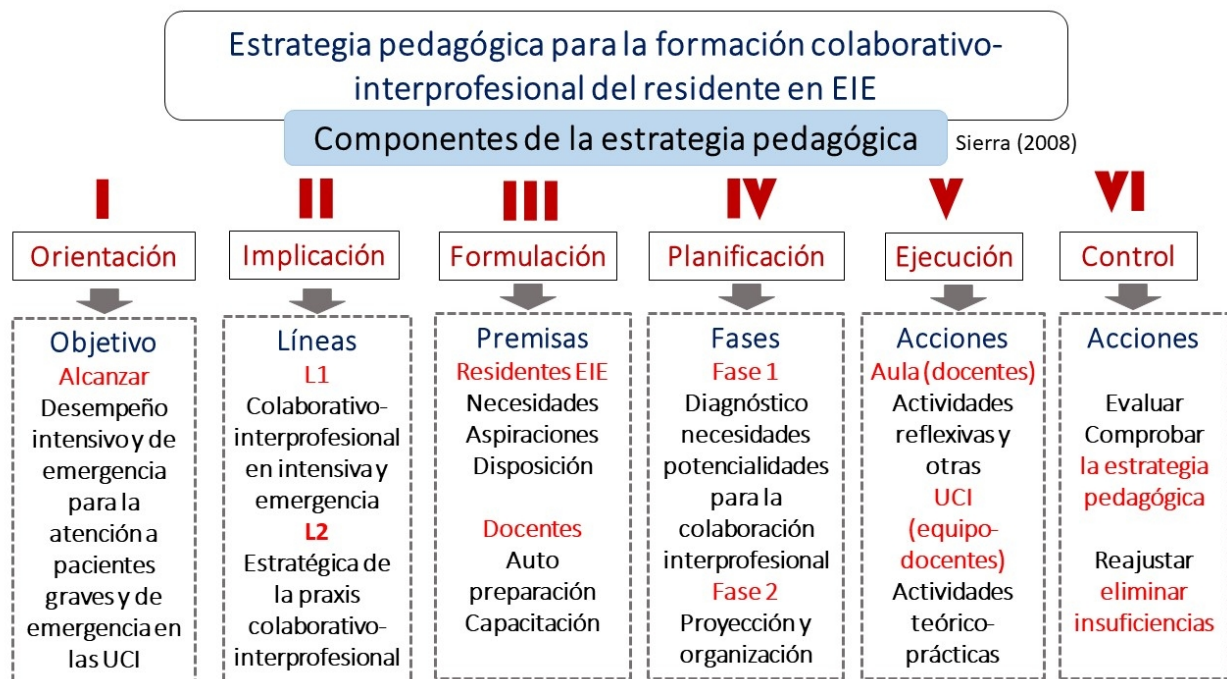 Estrategia pedagógica para la formación colaborativo-
interprofesional del residente en EIE
Componentes de la estrategia pedagógica
Sierra (2008)
I
Orientación
Objetivo
Alcanzar
Desempeño
intensivo y de
emergencia
para la
atención a
pacientes
graves y de
emergencia en
las UCI
II
Implicación
Líneas
L1
Colaborativo-
interprofesional
en intensiva y
emergencia
L2
Estratégica de
la praxis
colaborativo-
interprofesional
III
Formulación
Premisas
Residentes EIE
Necesidades
Aspiraciones
Disposición
Docentes
Auto
preparación
Capacitación
IV
Planificación
Fases
Fase 1
Diagnóstico
necesidades
potencialidades
para la
colaboración
interprofesional
Fase 2
Proyección y
organización
V
Ejecución
Acciones
Aula (docentes)
Actividades
reflexivas y
otras
UCI
(equipo-
docentes)
Actividades
teórico-
prácticas
VI
Control
Acciones
Evaluar
Comprobar
la estrategia
pedagógica
Reajustar
eliminar
insuficiencias